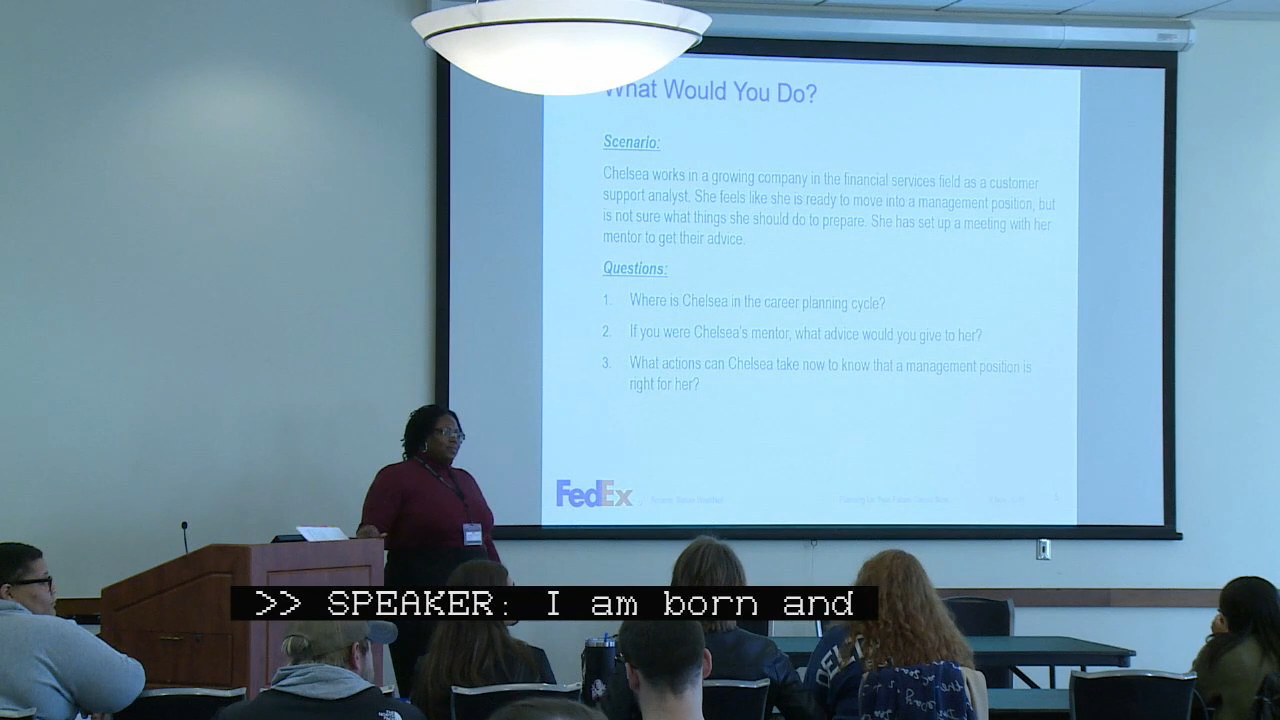 What Would You Do?
Scenario:
Chelsea works in a growing company in the financial services field as a customer
support analyst. She feels like she is ready to move into a management position, but
is not sure what things she should do to prepare. She has set up a meeting with her
mentor to get their advice.
Questions:
1. Where is Chelsea in the career planning cycle?
2. If you were Chelsea's mentor, what advice would you give to her?
3. What actions can Chelsea take now to know that a management position is
right for her?
FedEx
>> SPEAKER: I am born and